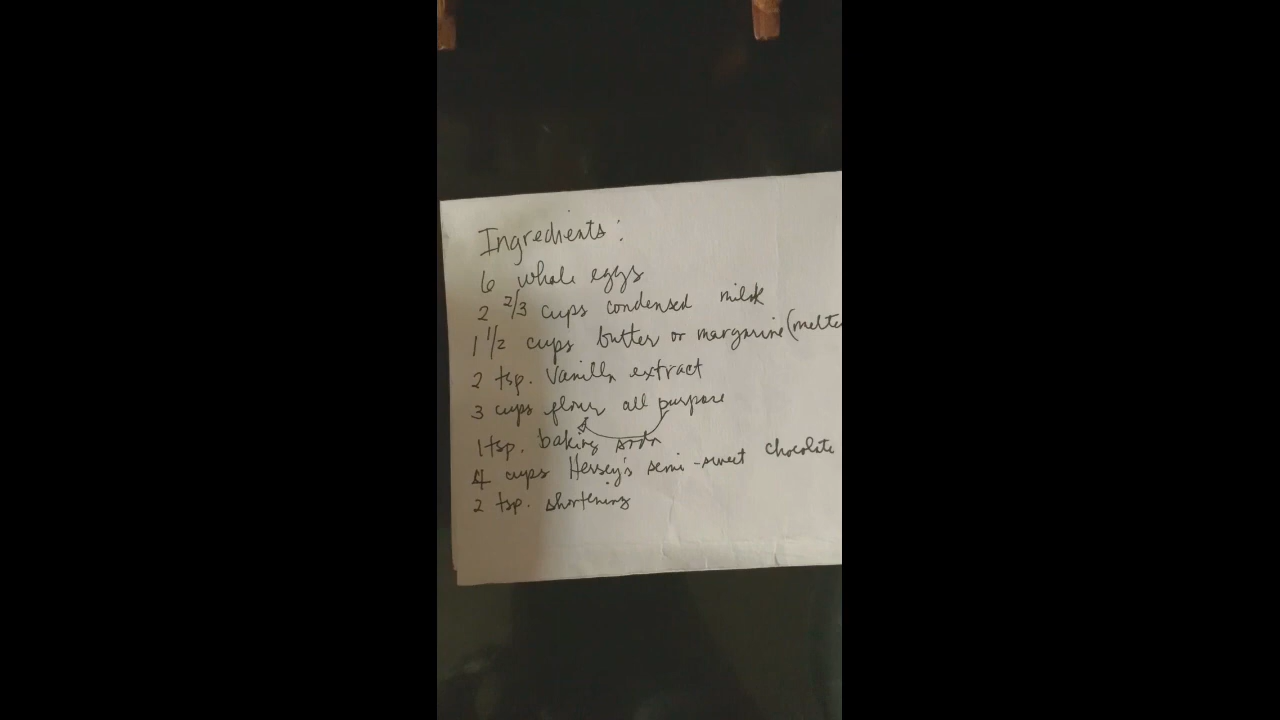 Ingredients:
6 whole eggs
2 2/3 cups condensed milk
1 1/2 cups butter or margarine (melte
2 tsp. Vanilla extract
3 cups flour all purpose
1 tsp. baking soda
4 cups Hersey's semi-sweet chocolate
2 tsp. shortening